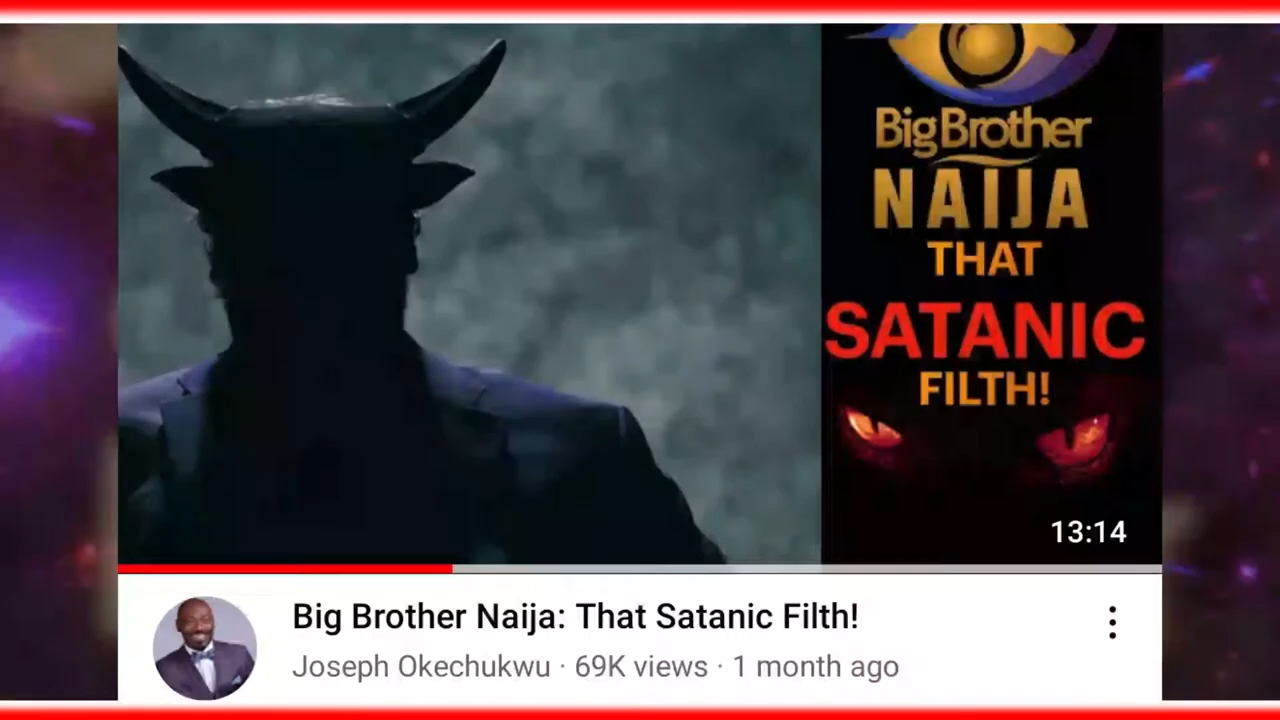 Big Brother
NAIJA
THAT
SATANIC
FILTH!
13:14
Big Brother Naija: That Satanic Filth!
Joseph Okechukwu · 69K views · 1 month ago